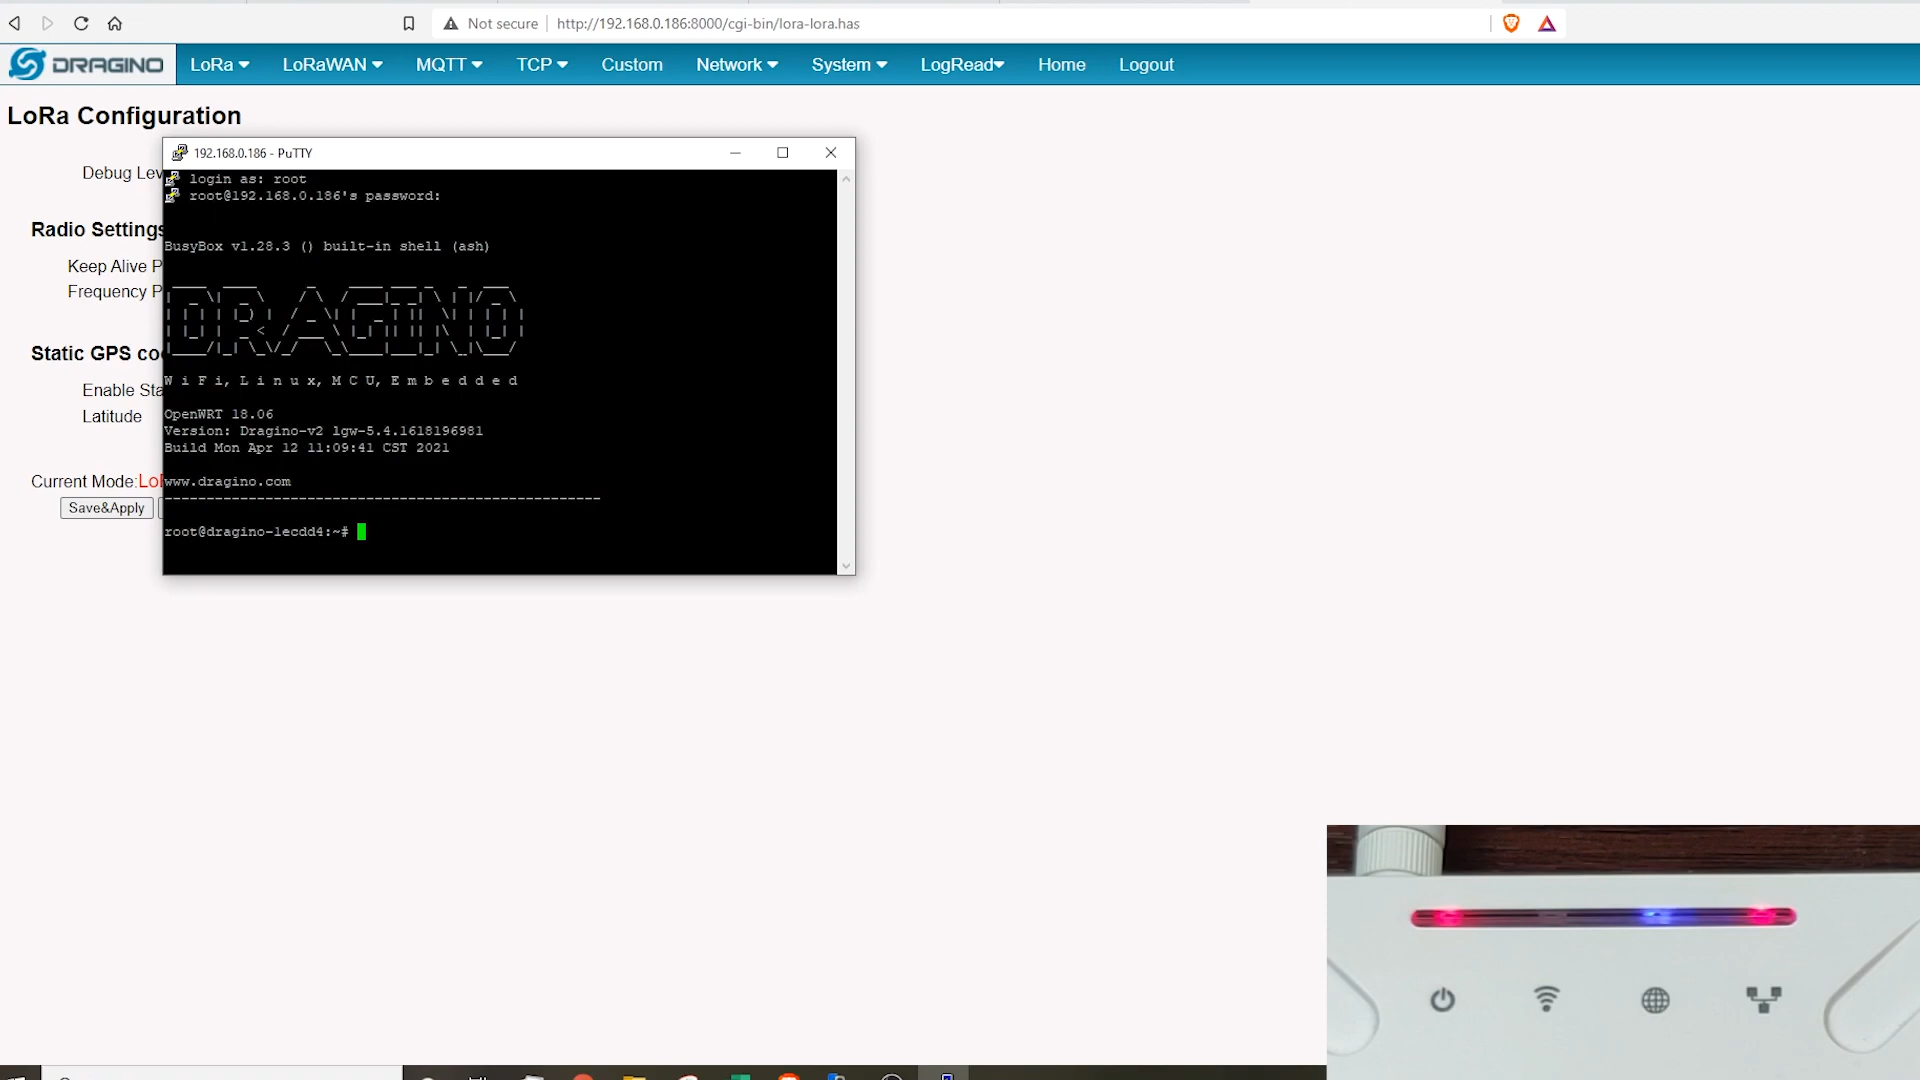 Not secure
http://192.168.0.186:8000/cgi-bin/lora-lora.has
DRAGINO
LoRa
LoRaWAN
MQTT
TCP
Custom
Network
System
LogRead
Home
Logout
LoRa Configuration
Debug Lev
Radio Settings
Keep Alive P
Frequency P
Static GPS co
Enable Sta
Latitude
Current Mode:Lo
Save&Apply
192.168.0.186 - PuTTY
login as: root
root@192.168.0.186's password:
BusyBox v1.28.3 () built-in shell (ash)
DRAGINO
W i F i, L i n u x, M C U, E m b e d d e d
OpenWRT 18.06
Version: Dragino-v2 lgw-5.4.1618196981
Build Mon Apr 12 11:09:41 CST 2021
www.dragino.com
----------------------------------------------------
root@dragino-1ecdd4:~#